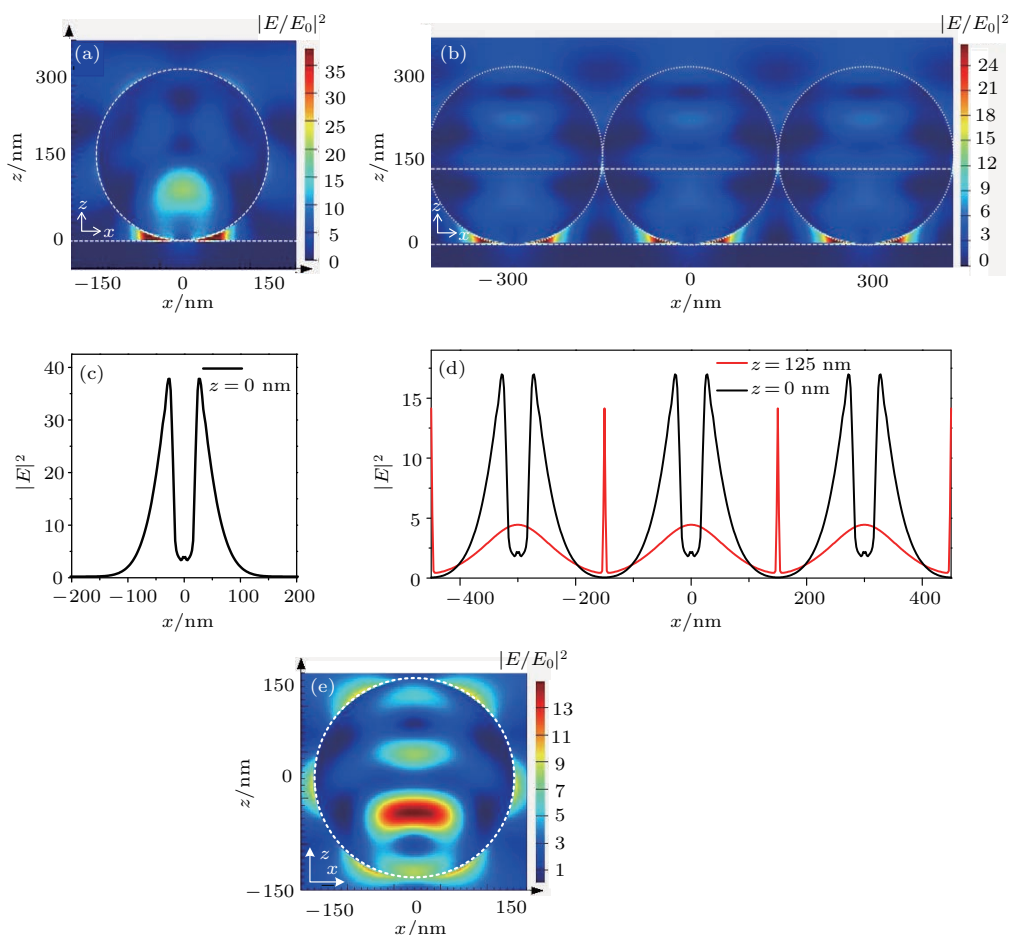 |E/E₀|²
(a)
300
150
0
z/nm
z
x
−150 0 150
x/nm
35
30
25
20
15
10
5
0
|E/E₀|²
(b)
300
150
0
z/nm
z
x
−300 0 300
x/nm
24
21
18
15
12
9
6
3
0
(c)
z = 0 nm
40
30
20
10
0
|E|²
−200 −100 0 100 200
x/nm
(d)
z = 125 nm
z = 0 nm
15
10
5
0
|E|²
−400 −200 0 200 400
x/nm
|E/E₀|²
(e)
150
0
−150
z/nm
z
x
−150 0 150
x/nm
13
11
9
7
5
3
1